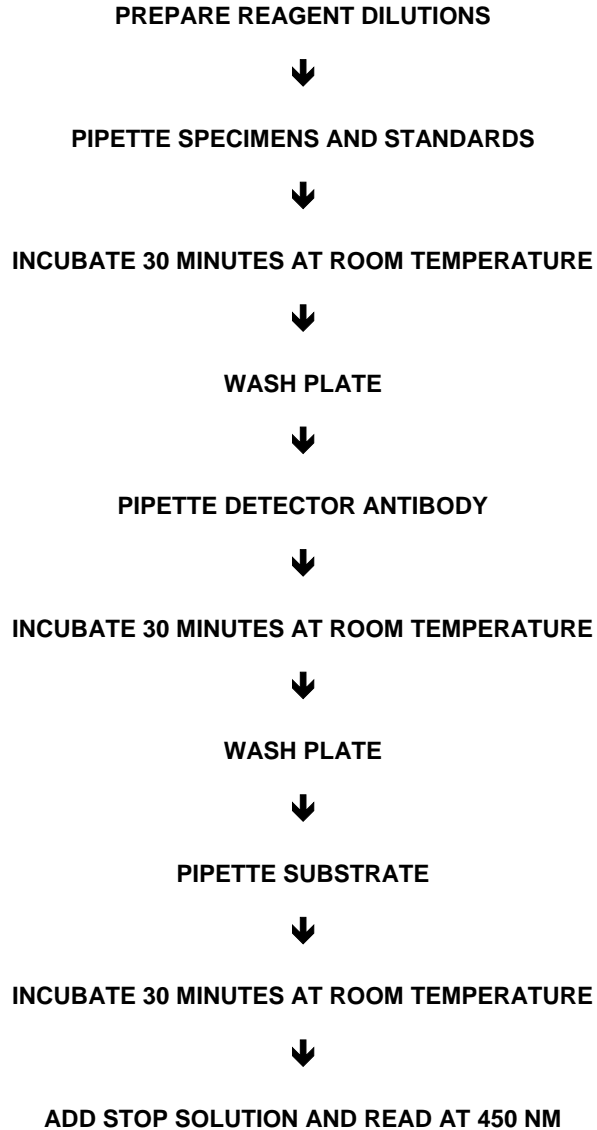 PREPARE REAGENT DILUTIONS
PIPETTE SPECIMENS AND STANDARDS
INCUBATE 30 MINUTES AT ROOM TEMPERATURE
WASH PLATE
PIPETTE DETECTOR ANTIBODY
INCUBATE 30 MINUTES AT ROOM TEMPERATURE
WASH PLATE
PIPETTE SUBSTRATE
INCUBATE 30 MINUTES AT ROOM TEMPERATURE
ADD STOP SOLUTION AND READ AT 450 NM